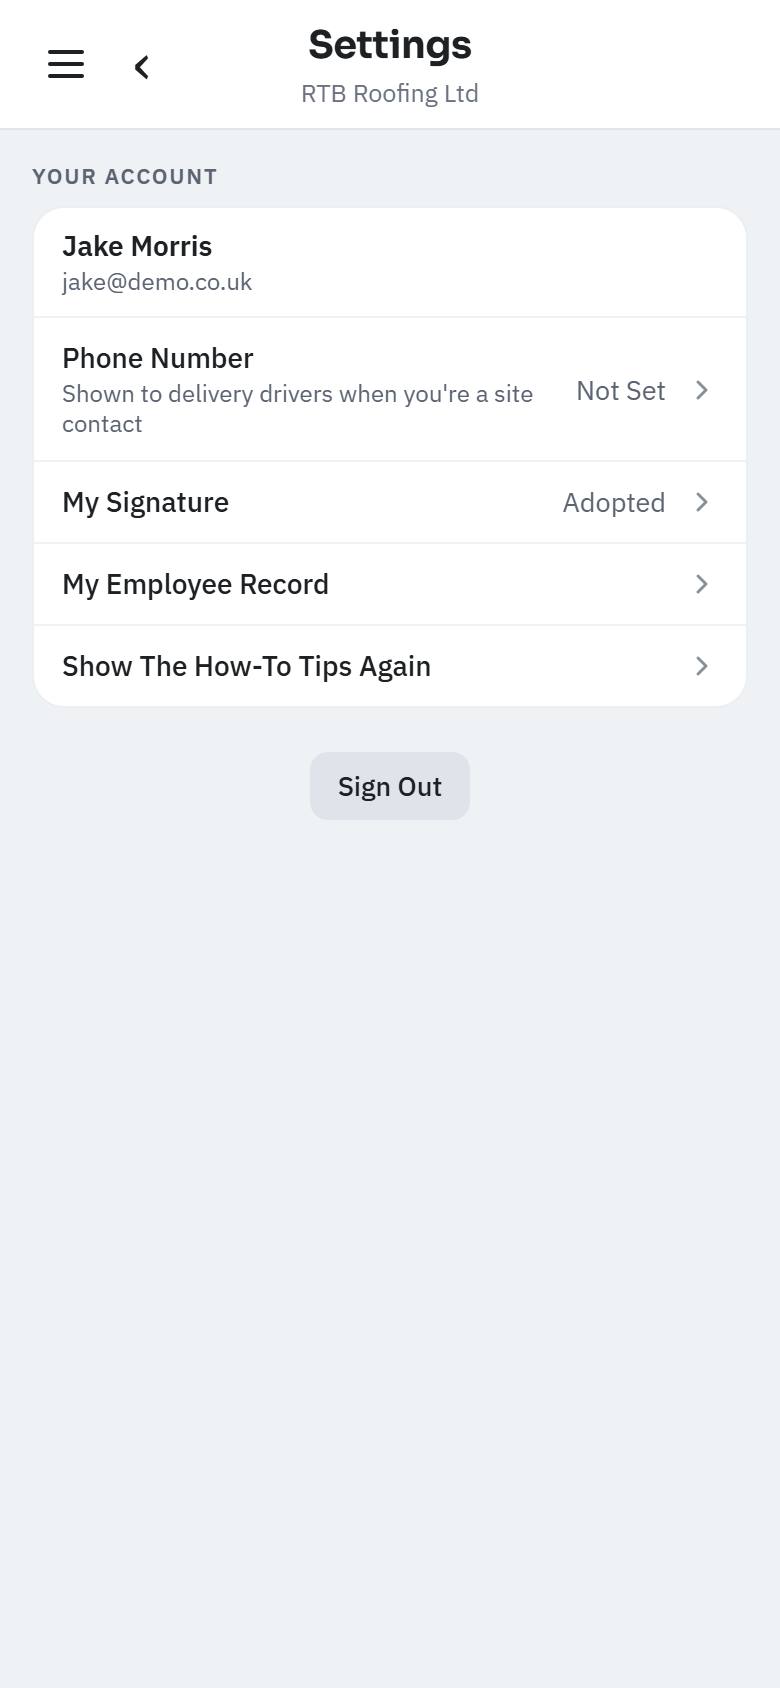 Settings
RTB Roofing Ltd
YOUR ACCOUNT
Jake Morris
jake@demo.co.uk
Phone Number
Shown to delivery drivers when you're a site
contact
Not Set
My Signature
Adopted
My Employee Record
Show The How-To Tips Again
Sign Out